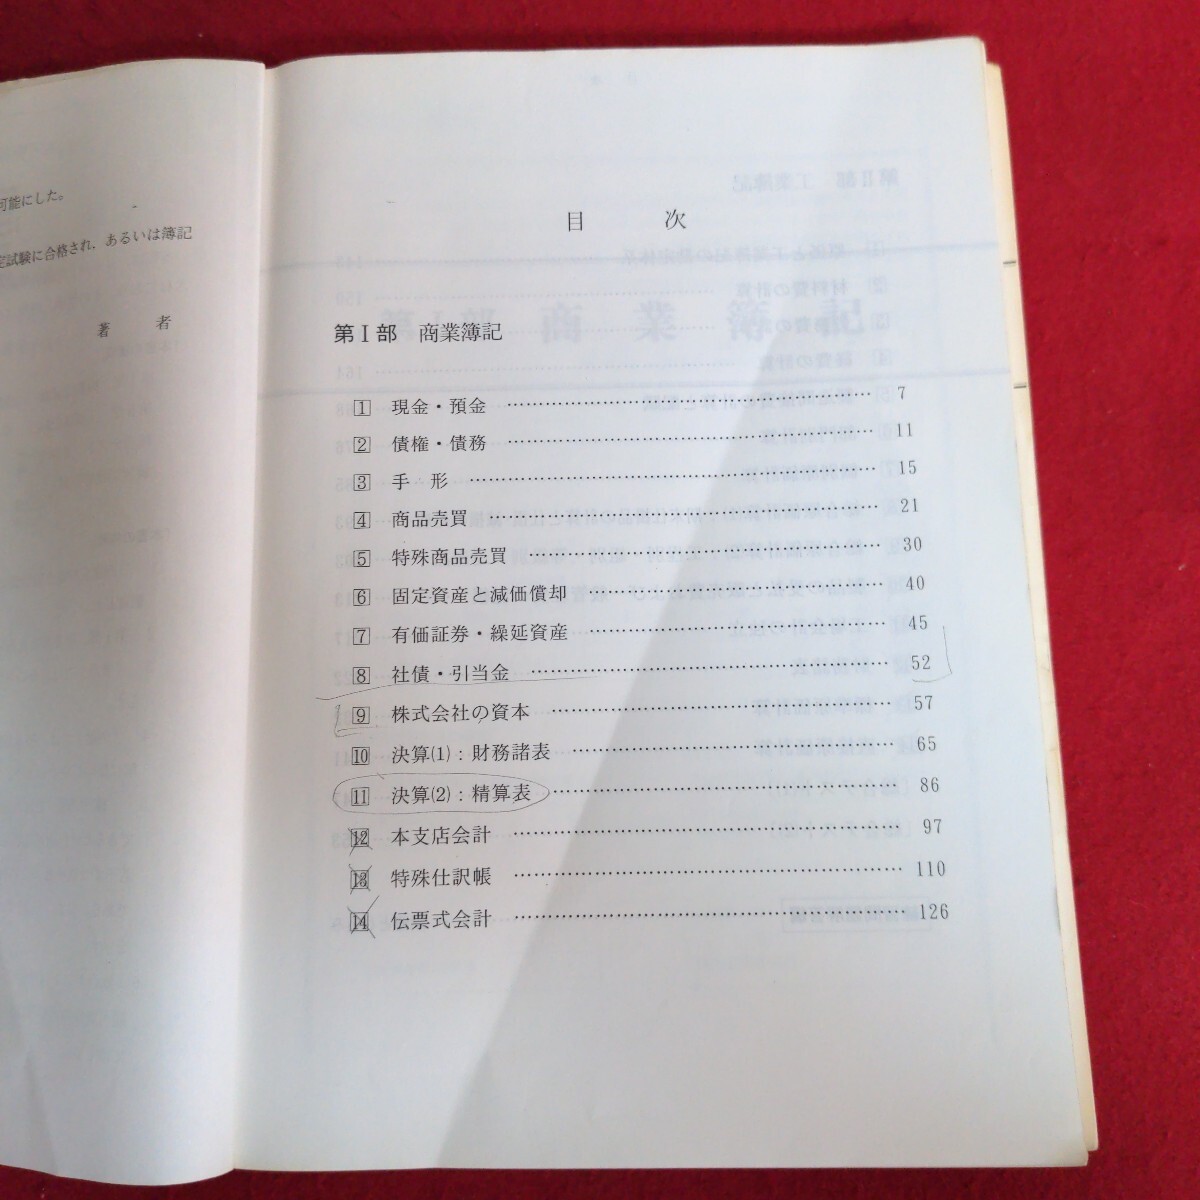 可能にした。
定試験に合格され，あるいは簿記
著　者
目　次
第Ⅰ部　商業簿記
1 現金・預金 …… 7
2 債権・債務 …… 11
3 手　形 …… 15
4 商品売買 …… 21
5 特殊商品売買 …… 30
6 固定資産と減価償却 …… 40
7 有価証券・繰延資産 …… 45
8 社債・引当金 …… 52
9 株式会社の資本 …… 57
10 決算(1)：財務諸表 …… 65
11 決算(2)：精算表 …… 86
12 本支店会計 …… 97
13 特殊仕訳帳 …… 110
14 伝票式会計 …… 126